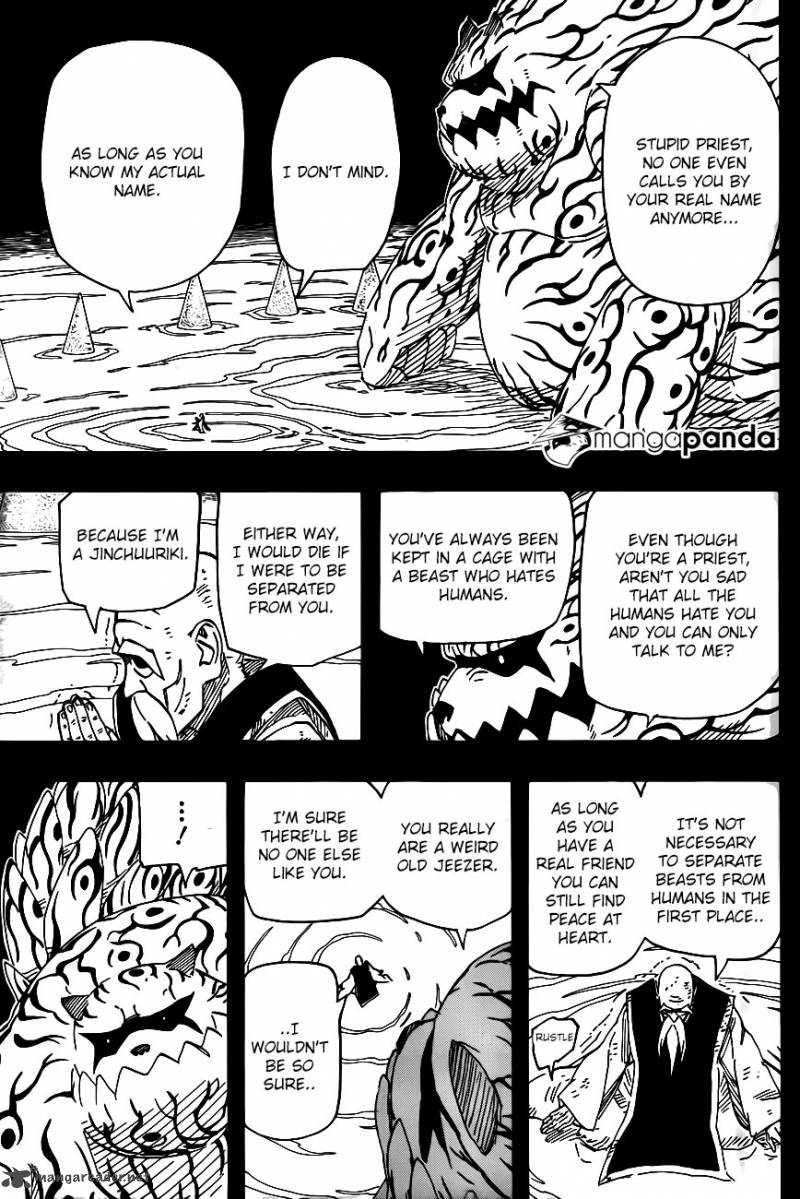 STUPID PRIEST,
NO ONE EVEN
CALLS YOU BY
YOUR REAL NAME
ANYMORE...
I DON'T MIND.
AS LONG AS YOU
KNOW MY ACTUAL
NAME.
mangapanda
EVEN THOUGH
YOU'RE A PRIEST,
AREN'T YOU SAD
THAT ALL THE
HUMANS HATE YOU
AND YOU CAN ONLY
TALK TO ME?
YOU'VE ALWAYS BEEN
KEPT IN A CAGE WITH
A BEAST WHO HATES
HUMANS.
EITHER WAY,
I WOULD DIE IF
I WERE TO BE
SEPARATED
FROM YOU.
BECAUSE I'M
A JINCHUURIKI.
IT'S NOT
NECESSARY
TO SEPARATE
BEASTS FROM
HUMANS IN
THE FIRST
PLACE..
AS LONG
AS YOU
HAVE A
REAL FRIEND
YOU CAN
STILL FIND
PEACE AT
HEART.
RUSTLE
YOU REALLY
ARE A WEIRD
OLD JEEZER.
I'M SURE
THERE'LL BE
NO ONE ELSE
LIKE YOU.
..I
WOULDN'T
BE SO
SURE..
...!
mangareader.net